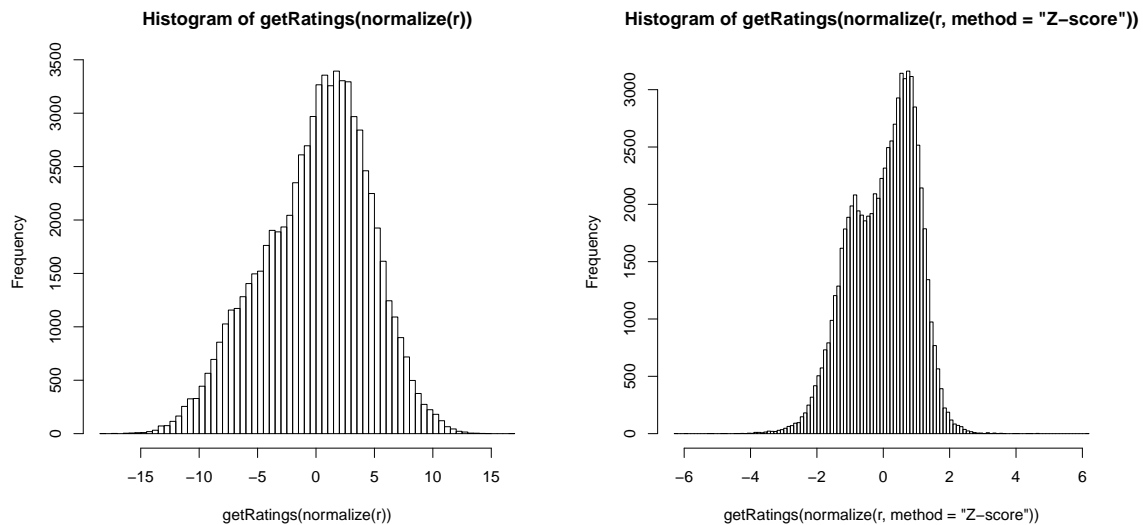 Histogram of getRatings(normalize(r))
Frequency
3500
3000
2500
2000
1500
1000
500
0
−15 −10 −5 0 5 10 15
getRatings(normalize(r))
Histogram of getRatings(normalize(r, method = "Z−score"))
Frequency
3000
2500
2000
1500
1000
500
0
−6 −4 −2 0 2 4 6
getRatings(normalize(r, method = "Z−score"))